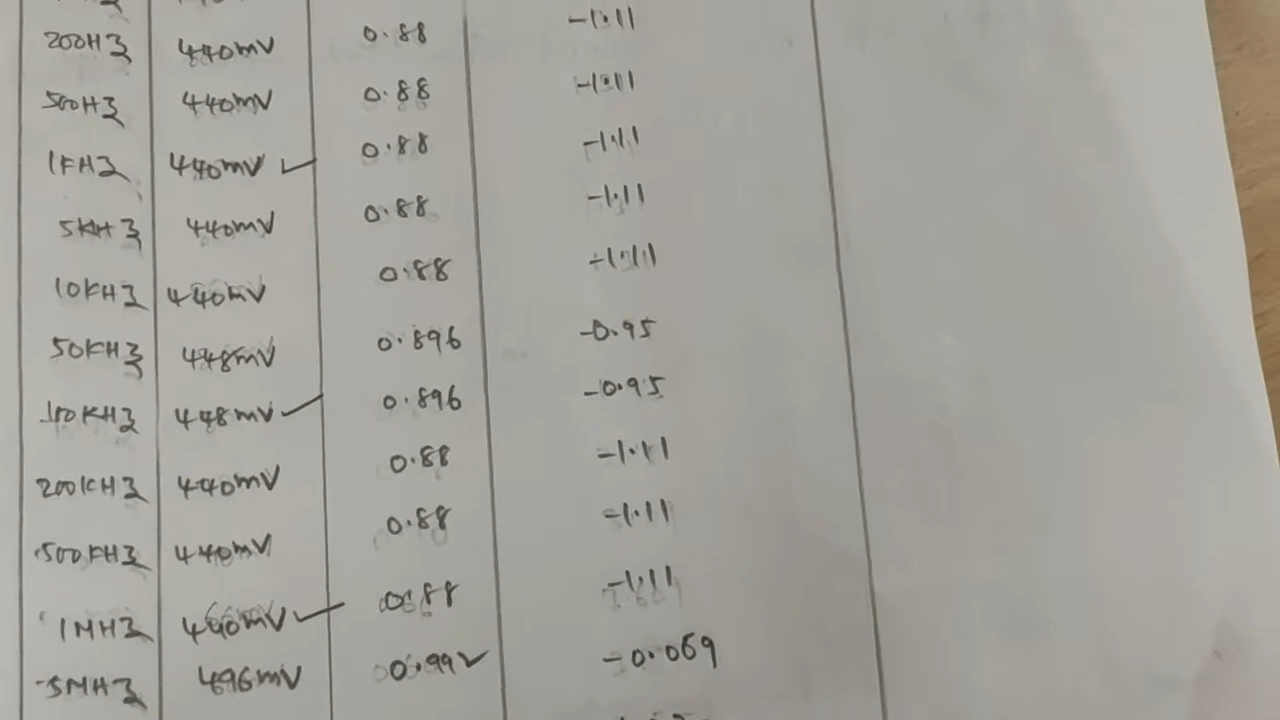 200Hz 440mV 0.88 -1.11
500Hz 440mV 0.88 -1.11
1KHz 440mV ✓ 0.88 -1.11
5KHz 440mV 0.88 -1.11
10KHz 440mV 0.88 -1.11
50KHz 448mV 0.896 -0.95
100KHz 448mV ✓ 0.896 -0.95
200KHz 440mV 0.88 -1.11
500KHz 440mV 0.88 -1.11
1MHz 440mV ✓ 0.88 -1.11
5MHz 496mV 0.99 ✓ -0.069